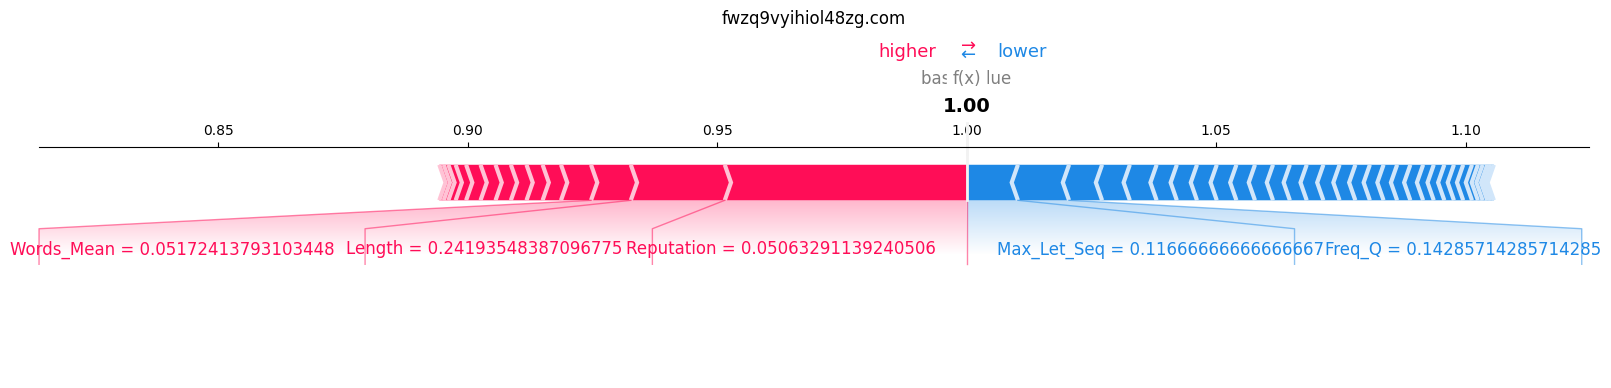 fwzq9vyihiol48zg.com
higher ⇄ lower
bas f(x) lue
1.00
0.85 0.90 0.95 1.00 1.05 1.10
Words_Mean = 0.05172413793103448 Length = 0.24193548387096775 Reputation = 0.05063291139240506 Max_Let_Seq = 0.11666666666666667 Freq_Q = 0.14285714285714285